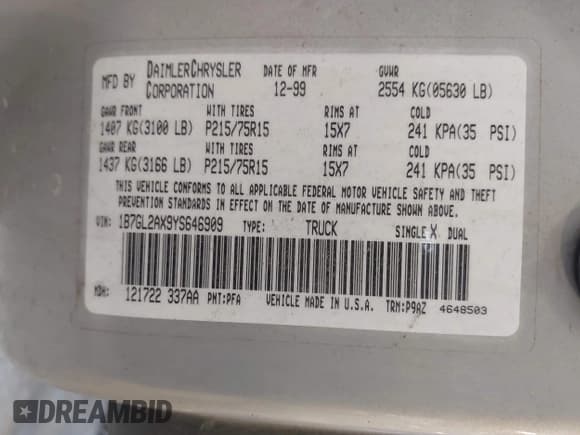 MFD BY DAIMLERCHRYSLER CORPORATION DATE OF MFR 12-99 GVWR 2554 KG(05630 LB)
GAWR FRONT WITH TIRES RIMS AT COLD
1407 KG(3100 LB) P215/75R15 15X7 241 KPA(35 PSI)
GAWR REAR WITH TIRES RIMS AT COLD
1437 KG(3166 LB) P215/75R15 15X7 241 KPA(35 PSI)
THIS VEHICLE CONFORMS TO ALL APPLICABLE FEDERAL MOTOR VEHICLE SAFETY AND THEFT
PREVENTION STANDARDS IN EFFECT ON THE DATE OF MANUFACTURE SHOWN ABOVE.
VIN: 1B7GL2AX9YS646909 TYPE: TRUCK SINGLE X DUAL
MDH: 121722 337AA PNT:PFA VEHICLE MADE IN U.S.A. TRN:P9AZ 4648503
DREAMBID